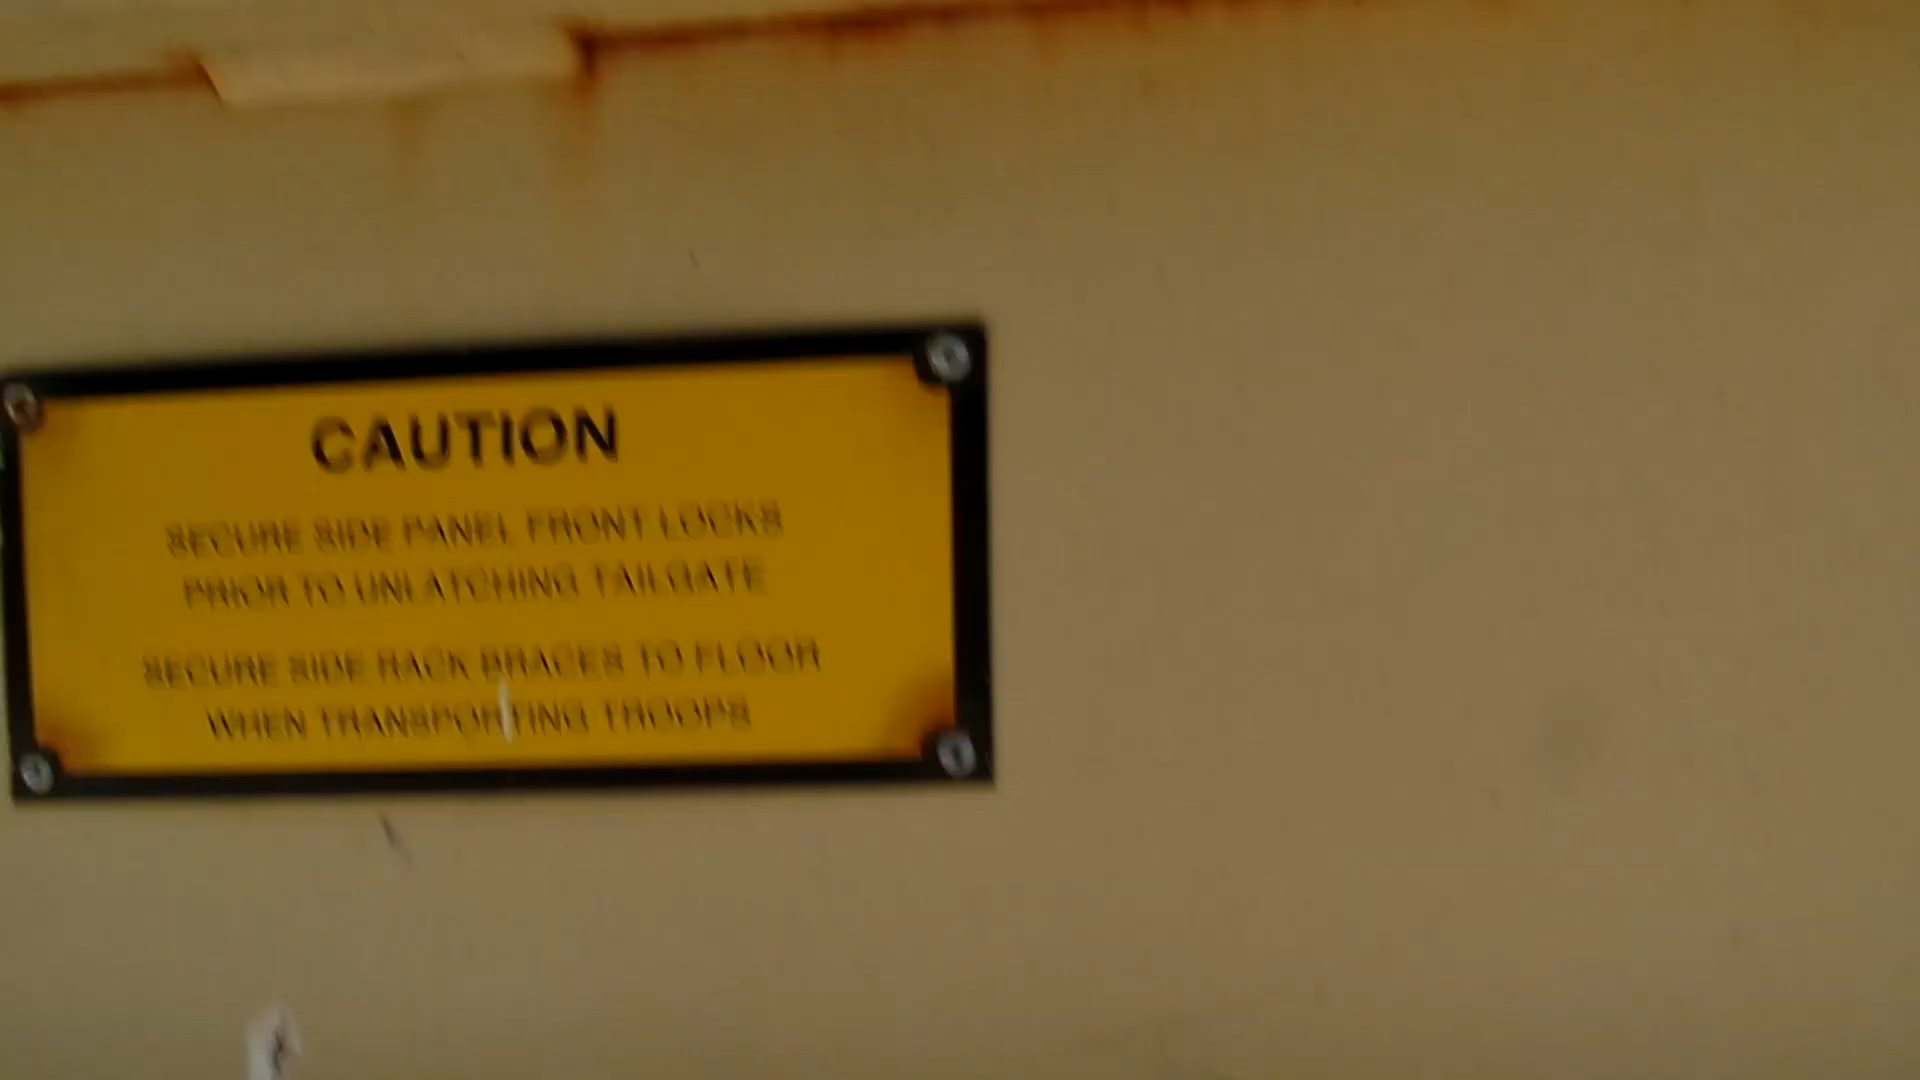 CAUTION
SECURE SIDE PANEL FRONT LOCKS
PRIOR TO UNLATCHING TAILGATE
SECURE SIDE RACK BRACES TO FLOOR
WHEN TRANSPORTING TROOPS